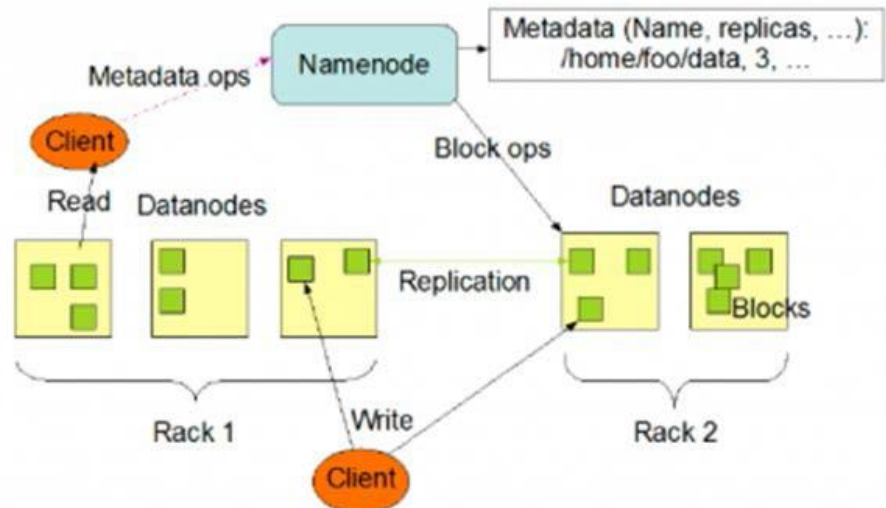 Metadata (Name, replicas, ...):
/home/foo/data, 3, ...
Namenode
Metadata ops
Client
Block ops
Read
Datanodes
Datanodes
Replication
Blocks
Rack 1
Write
Rack 2
Client